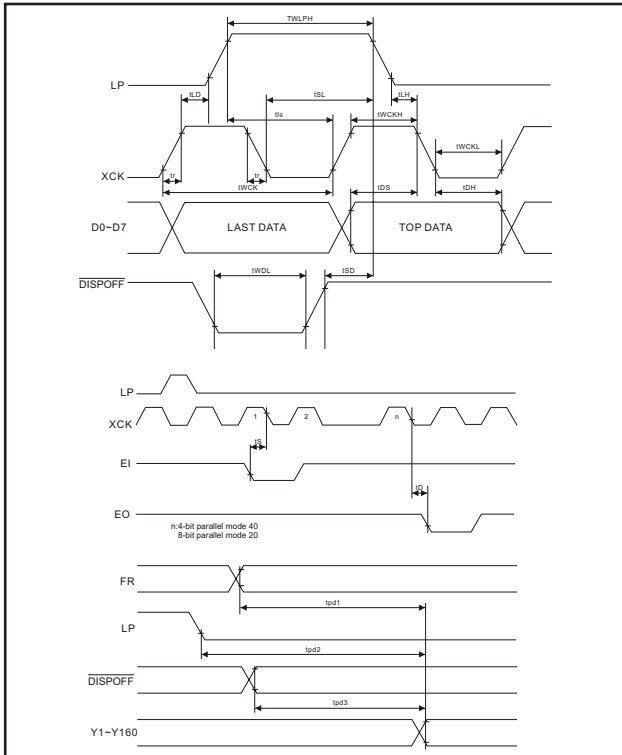 TWLPH
LP
tLD
tSL
tLH
tls
tWCKH
tWCKL
XCK
tr
tr
tWCK
tDS
tDH
D0~D7
LAST DATA
TOP DATA
tWDL
tSD
DISPOFF
LP
XCK
1
2
n
tS
EI
tD
EO
n:4-bit parallel mode 40
8-bit parallel mode 20
FR
tpd1
LP
tpd2
DISPOFF
tpd3
Y1~Y160